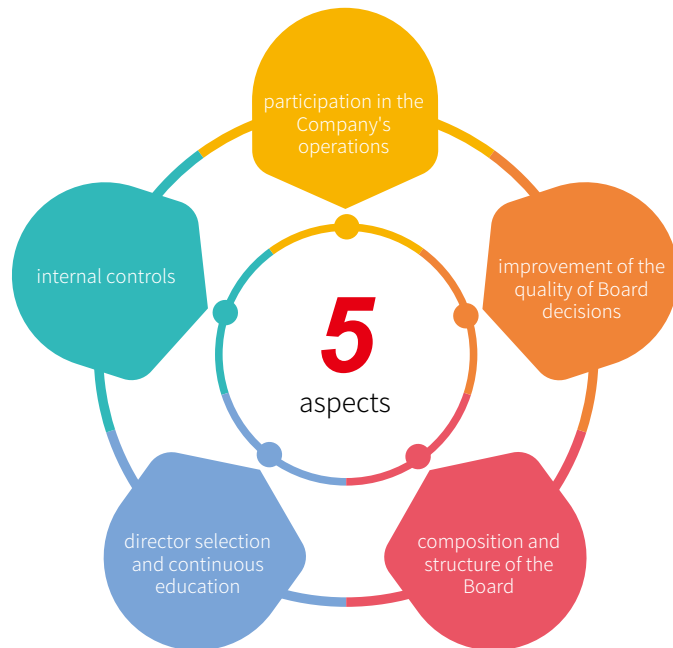 participation in the
Company's
operations
internal controls
improvement of the
quality of Board
decisions
5
aspects
director selection
and continuous
education
composition and
structure of the
Board